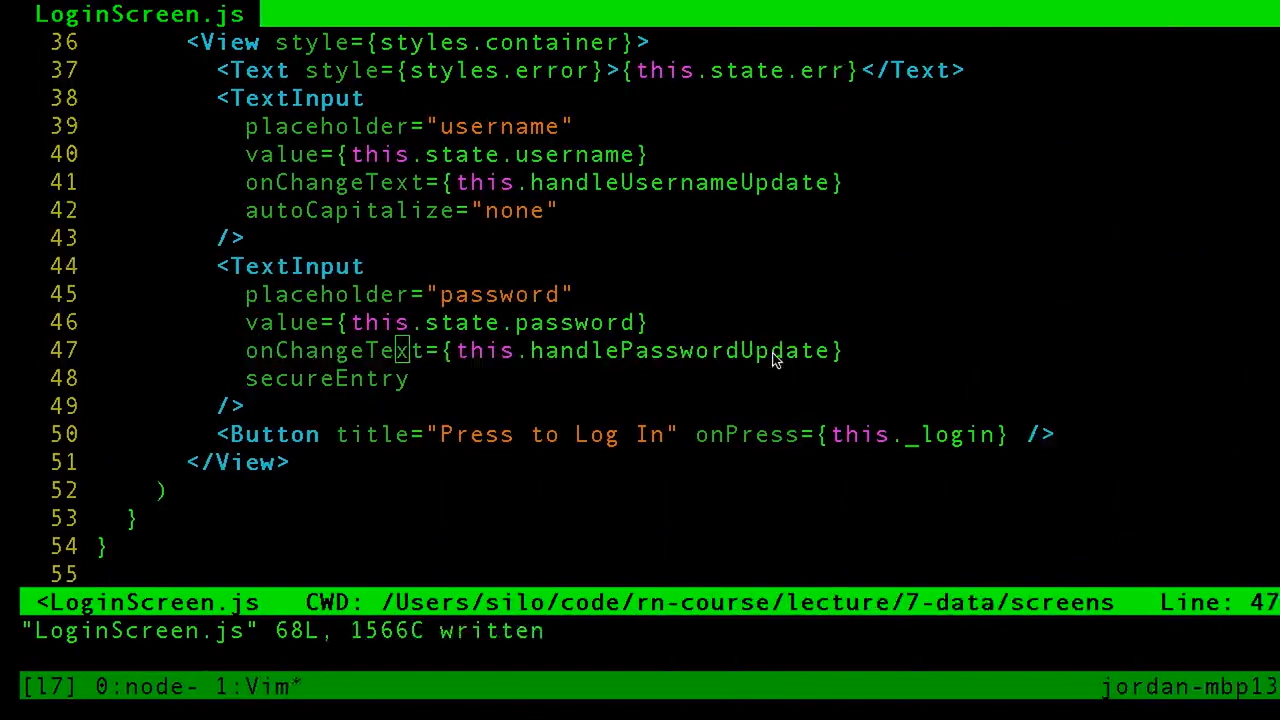 LoginScreen.js
36 <View style={styles.container}>
37 <Text style={styles.error}>{this.state.err}</Text>
38 <TextInput
39 placeholder="username"
40 value={this.state.username}
41 onChangeText={this.handleUsernameUpdate}
42 autoCapitalize="none"
43 />
44 <TextInput
45 placeholder="password"
46 value={this.state.password}
47 onChangeText={this.handlePasswordUpdate}
48 secureEntry
49 />
50 <Button title="Press to Log In" onPress={this._login} />
51 </View>
52 )
53 }
54 }
55
<LoginScreen.js CWD: /Users/silo/code/rn-course/lecture/7-data/screens Line: 47
"LoginScreen.js" 68L, 1566C written
[l7] 0:node- 1:Vim* jordan-mbp13